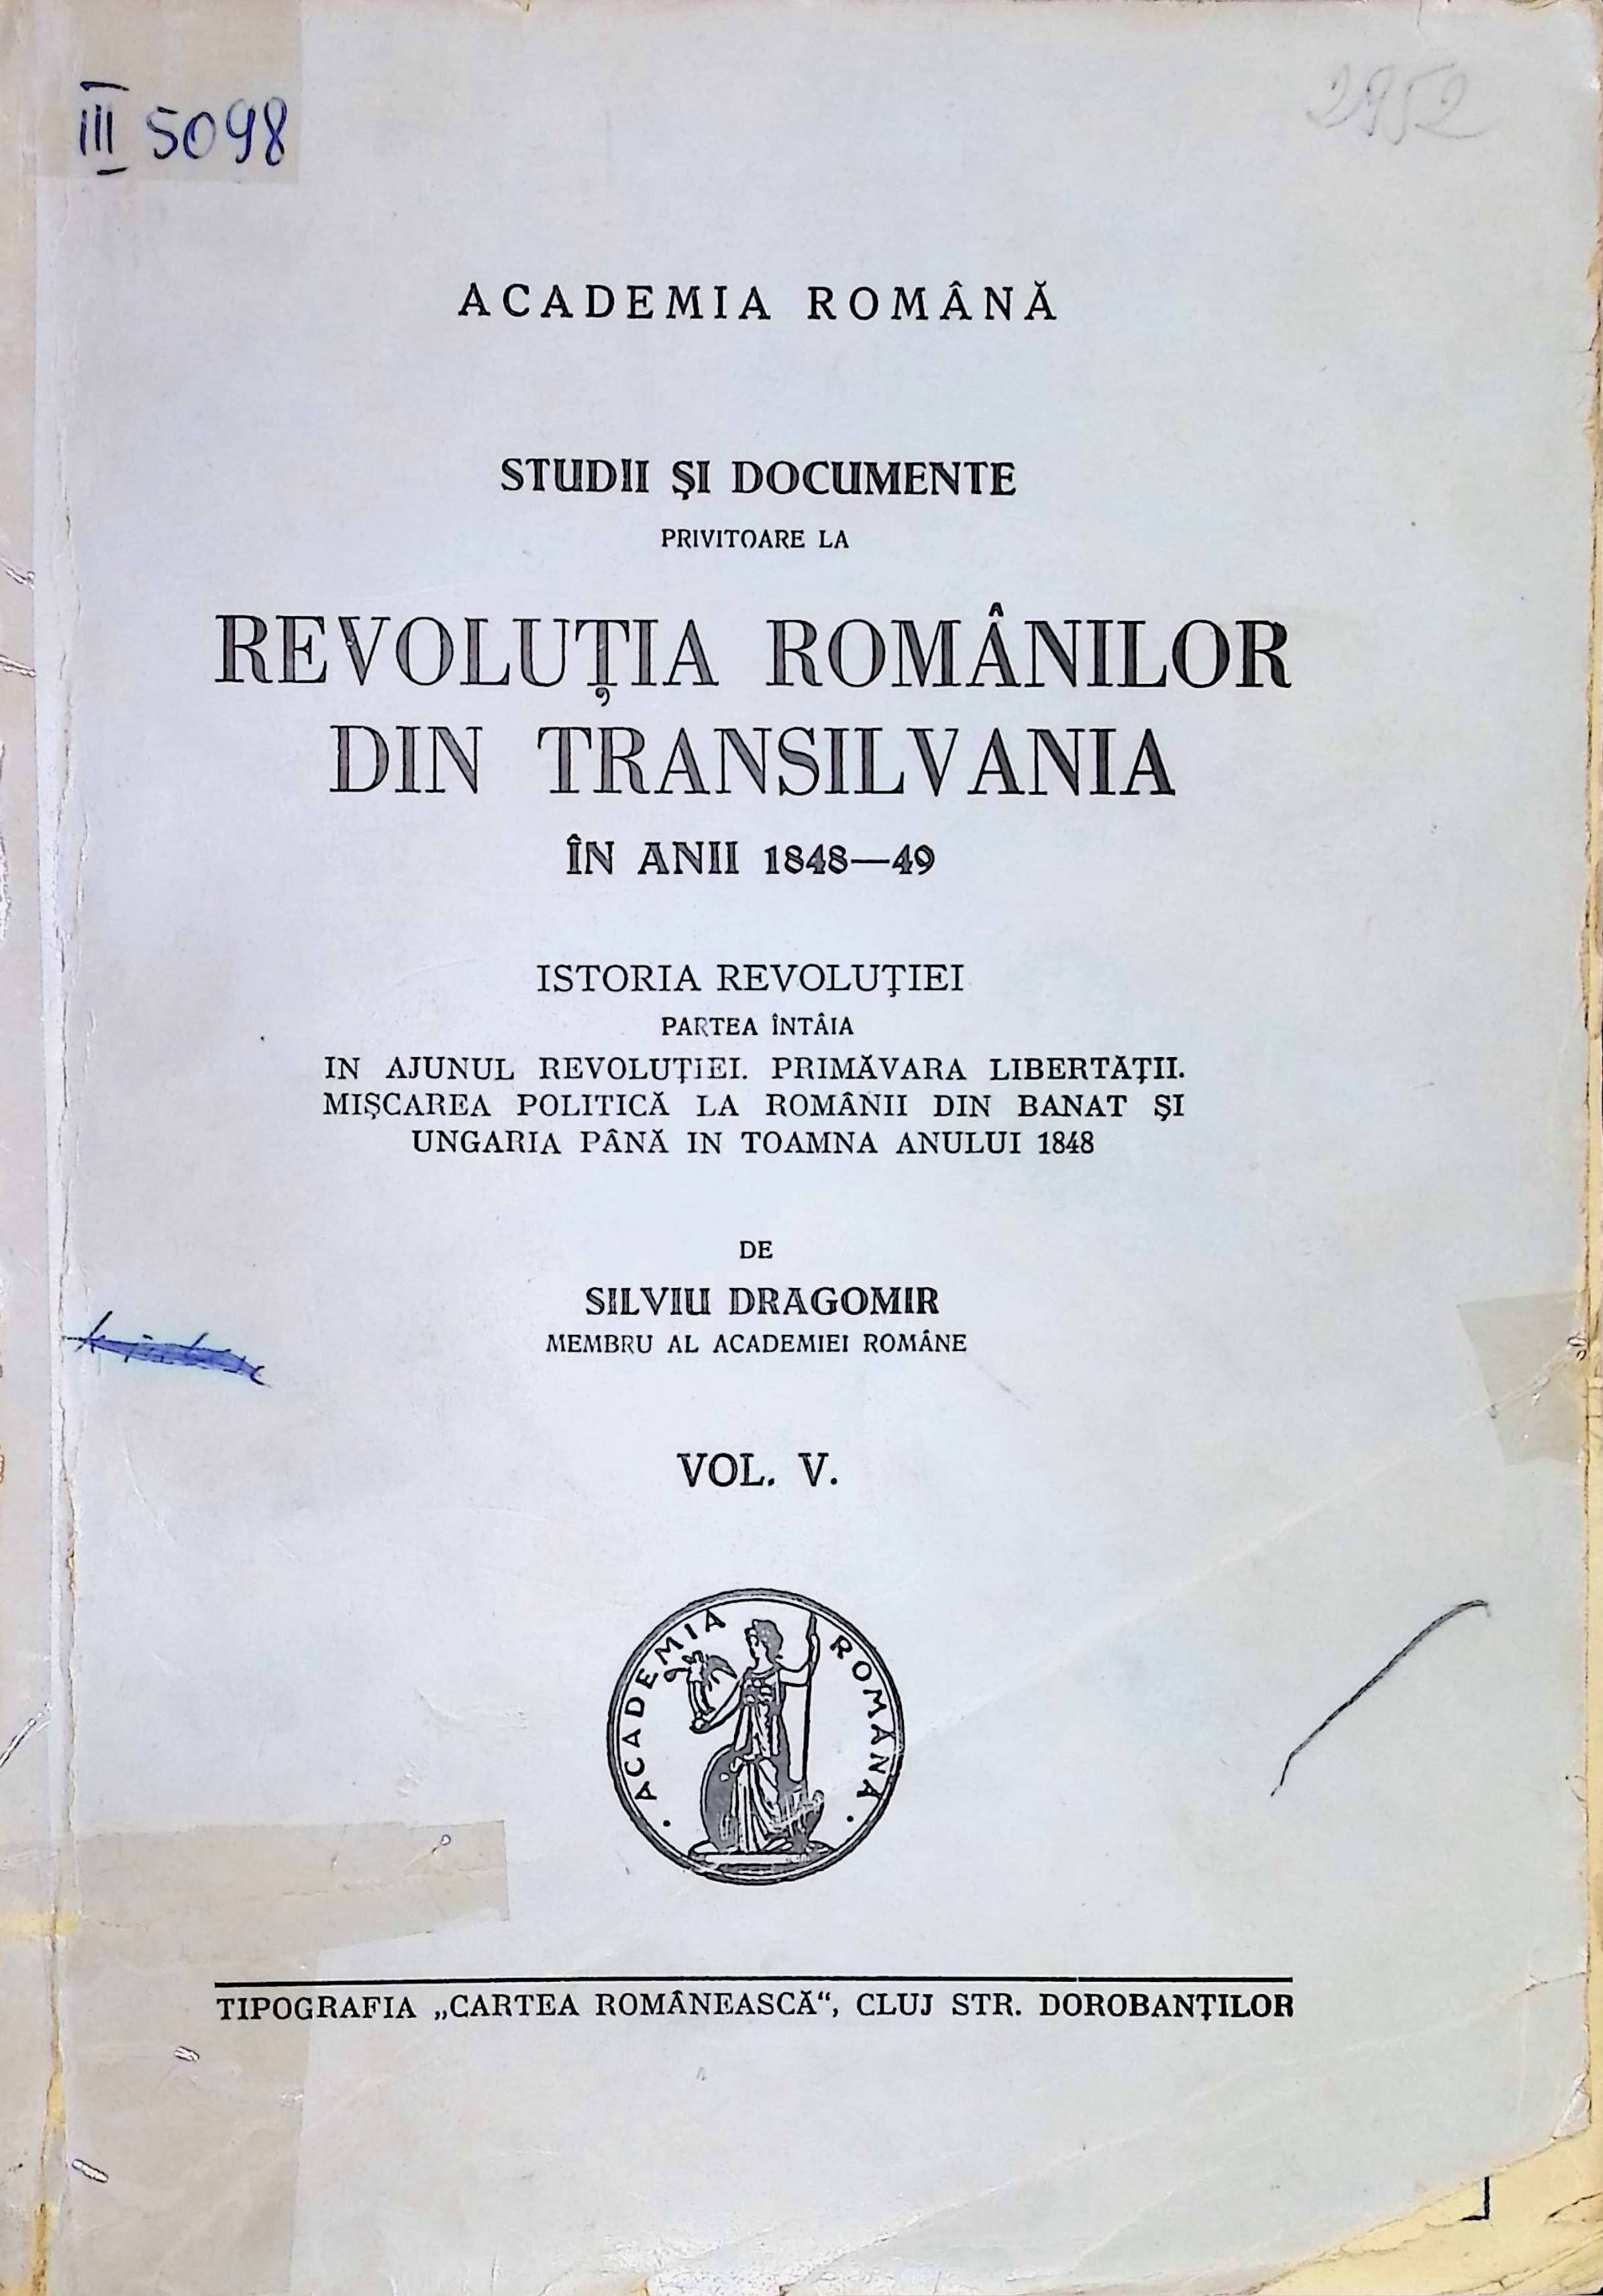 III 5098
2952
ACADEMIA ROMÂNĂ
STUDII ŞI DOCUMENTE
PRIVITOARE LA
REVOLUȚIA ROMÂNILOR
DIN TRANSILVANIA
ÎN ANII 1848—49
ISTORIA REVOLUŢIEI
PARTEA ÎNTÂIA
IN AJUNUL REVOLUŢIEI. PRIMĂVARA LIBERTĂŢII.
MIŞCAREA POLITICĂ LA ROMÂNII DIN BANAT ŞI
UNGARIA PÂNĂ IN TOAMNA ANULUI 1848
DE
SILVIU DRAGOMIR
MEMBRU AL ACADEMIEI ROMÂNE
VOL. V.
ACADEMIA ROMÂNĂ
TIPOGRAFIA „CARTEA ROMÂNEASCĂ“, CLUJ STR. DOROBANŢILOR